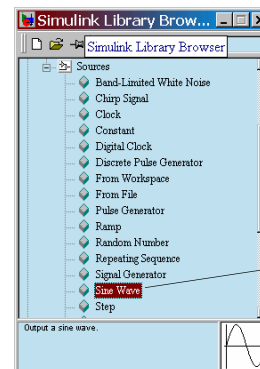 Simulink Library Brow...
Simulink Library Browser
Sources
Band-Limited White Noise
Chirp Signal
Clock
Constant
Digital Clock
Discrete Pulse Generator
From Workspace
From File
Pulse Generator
Ramp
Random Number
Repeating Sequence
Signal Generator
Sine Wave
Step
Output a sine wave.